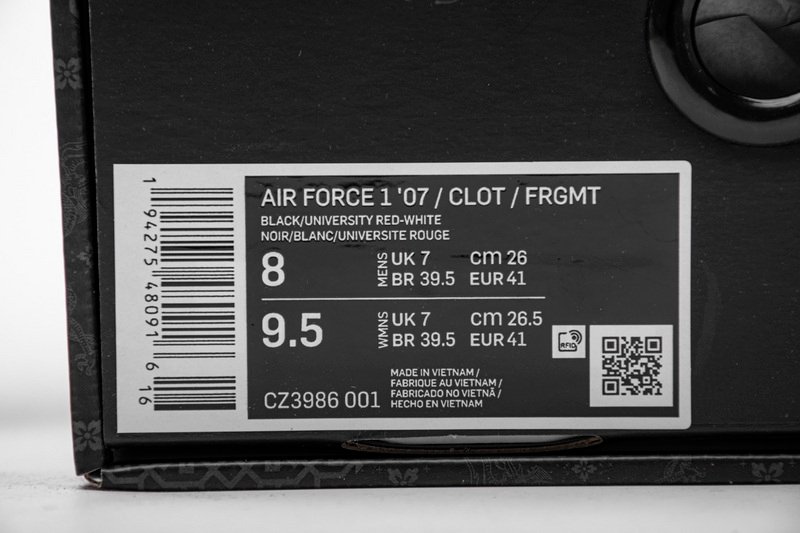 AIR FORCE 1 '07 / CLOT / FRGMT
BLACK/UNIVERSITY RED-WHITE
NOIR/BLANC/UNIVERSITE ROUGE
8 MENS UK 7 cm 26
BR 39.5 EUR 41
9.5 WMNS UK 7 cm 26.5
BR 39.5 EUR 41
RFID
CZ3986 001
MADE IN VIETNAM /
FABRIQUE AU VIETNAM /
FABRICADO NO VIETNÃ /
HECHO EN VIETNAM
1 94275 48091 6 16